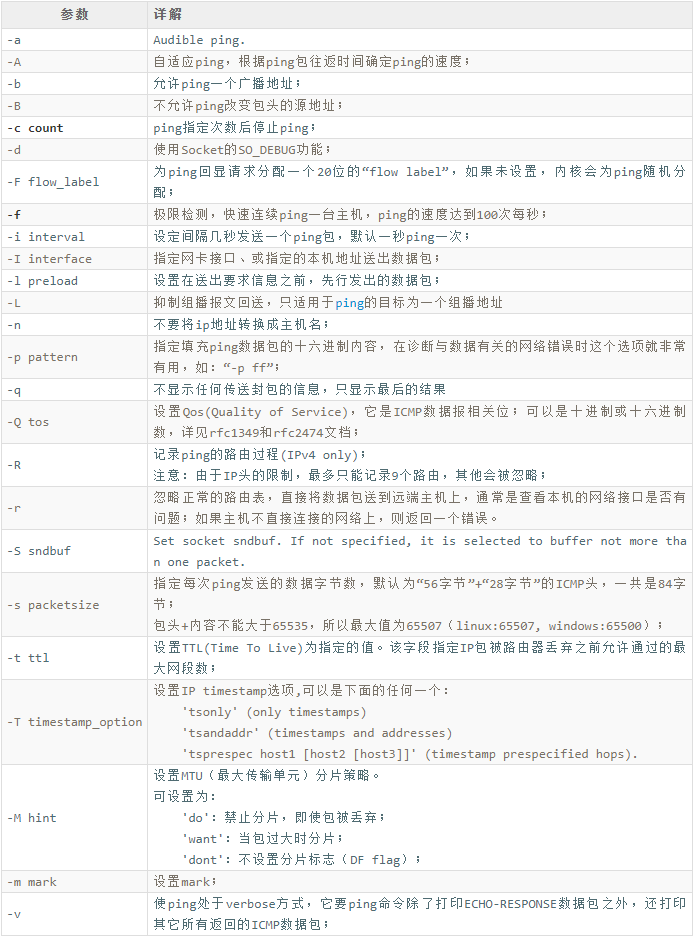 参数 详解
-a Audible ping.
-A 自适应ping，根据ping包往返时间确定ping的速度；
-b 允许ping一个广播地址；
-B 不允许ping改变包头的源地址；
-c count ping指定次数后停止ping；
-d 使用Socket的SO_DEBUG功能；
-F flow_label 为ping回显请求分配一个20位的“flow label”，如果未设置，内核会为ping随机分
配；
-f 极限检测，快速连续ping一台主机，ping的速度达到100次每秒；
-i interval 设定间隔几秒发送一个ping包，默认一秒ping一次；
-I interface 指定网卡接口、或指定的本机地址送出数据包；
-l preload 设置在送出要求信息之前，先行发出的数据包；
-L 抑制组播报文回送，只适用于ping的目标为一个组播地址
-n 不要将ip地址转换成主机名；
-p pattern 指定填充ping数据包的十六进制内容，在诊断与数据有关的网络错误时这个选项就非常
有用，如：“-p ff”；
-q 不显示任何传送封包的信息，只显示最后的结果
-Q tos 设置Qos(Quality of Service)，它是ICMP数据报相关位；可以是十进制或十六进制
数，详见rfc1349和rfc2474文档；
-R 记录ping的路由过程(IPv4 only)；
注意：由于IP头的限制，最多只能记录9个路由，其他会被忽略；
-r 忽略正常的路由表，直接将数据包送到远端主机上，通常是查看本机的网络接口是否有
问题；如果主机不直接连接的网络上，则返回一个错误。
-S sndbuf Set socket sndbuf. If not specified, it is selected to buffer not more tha
n one packet.
-s packetsize 指定每次ping发送的数据字节数，默认为“56字节”+“28字节”的ICMP头，一共是84字
节；
包头+内容不能大于65535，所以最大值为65507（linux:65507, windows:65500）；
-t ttl 设置TTL(Time To Live)为指定的值。该字段指定IP包被路由器丢弃之前允许通过的最
大网段数；
-T timestamp_option 设置IP timestamp选项,可以是下面的任何一个：
'tsonly' (only timestamps)
'tsandaddr' (timestamps and addresses)
'tsprespec host1 [host2 [host3]]' (timestamp prespecified hops).
-M hint 设置MTU（最大传输单元）分片策略。
可设置为：
'do'：禁止分片，即使包被丢弃；
'want'：当包过大时分片；
'dont'：不设置分片标志（DF flag）；
-m mark 设置mark；
-v 使ping处于verbose方式，它要ping命令除了打印ECHO-RESPONSE数据包之外，还打印
其它所有返回的ICMP数据包；